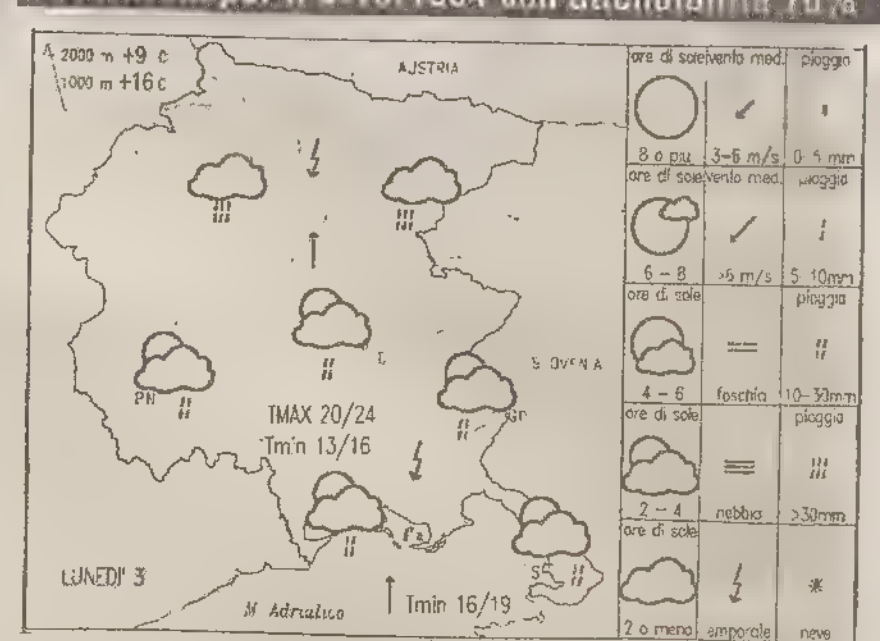 2000 m +9 c
1000 m +16 c
AUSTRIA
SLOVENIA
PN
TMAX 20/24
Tmin 13/16
LUNEDI' 3
M. Adriatico
Tmin 16/19
ore di sole vento med. pioggia
8 o piu 3-6 m/s 0-5 mm
ore di sole vento med. pioggia
6 - 8 >6 m/s 5-10mm
ore di sole pioggia
4 - 6 foschia 10-30mm
ore di sole pioggia
2 - 4 nebbia >30mm
ore di sole
2 o meno temporale neve